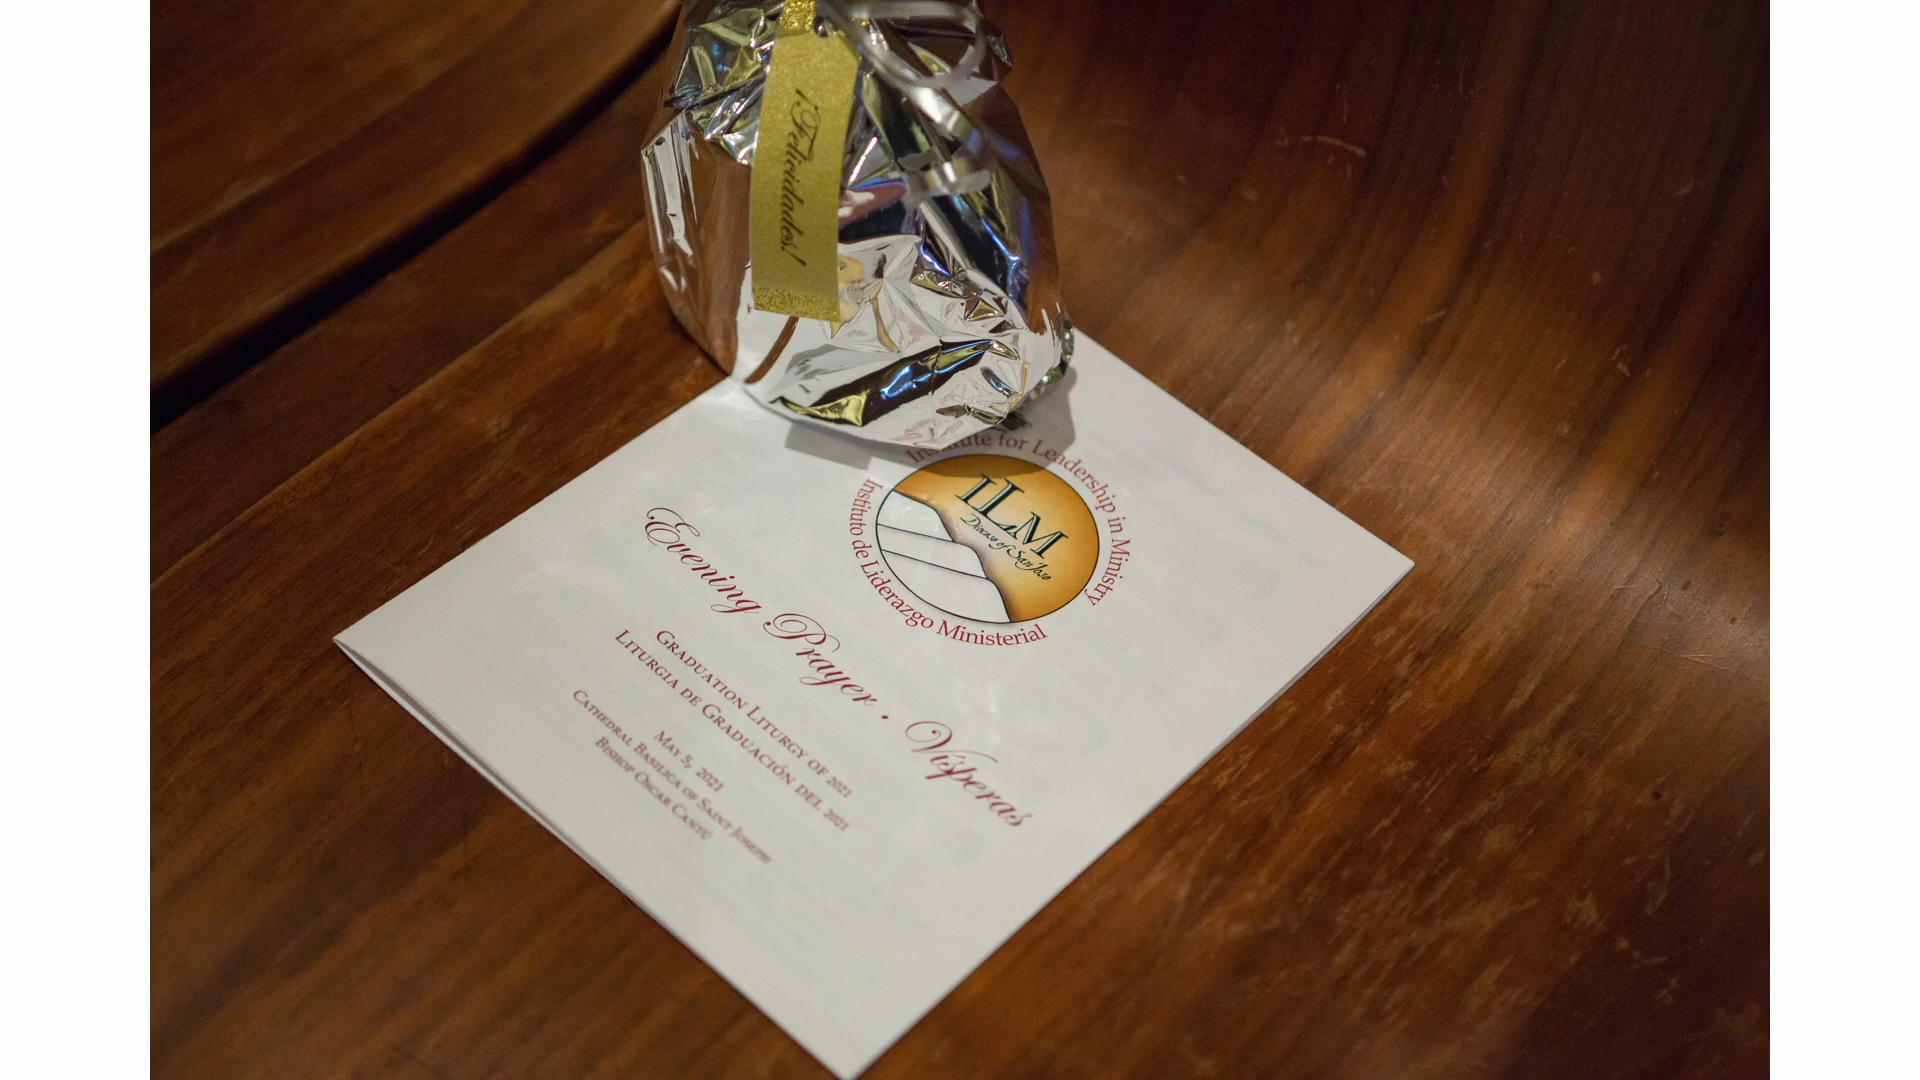 ¡Felicidades!
Institute for Leadership in Ministry
ILM
Diocese of San Jose
Instituto de Liderazgo Ministerial
Evening Prayer • Vísperas
Graduation Liturgy of 2021
Liturgia de Graduación del 2021
May 5, 2021
Cathedral Basilica of Saint Joseph
Bishop Oscar Cantú